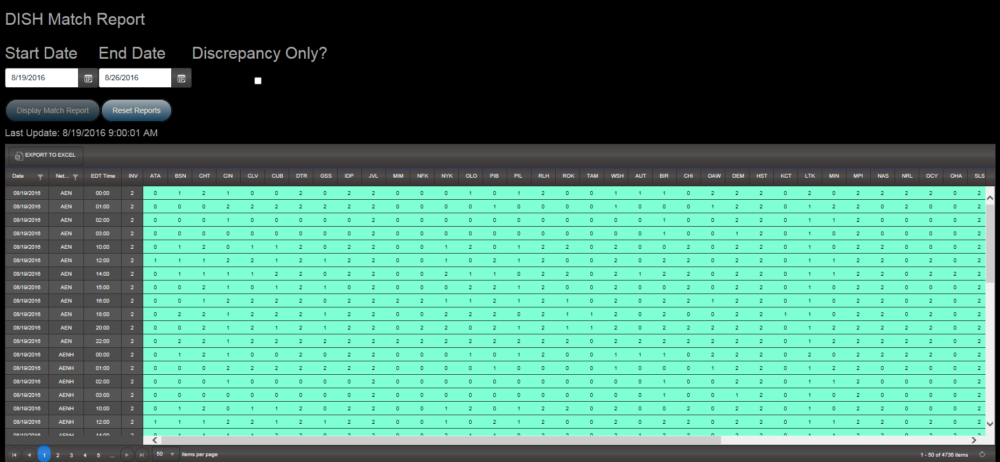 DISH Match Report
Start Date End Date Discrepancy Only?
8/19/2016 8/26/2016
Display Match Report Reset Reports
Last Update: 8/19/2016 9:00:01 AM
EXPORT TO EXCEL
Date Net... EDT Time INV ATA BSN CHT CIN CLV CUB DTR GSS IDP JVL MIM NFK NYK OLO PIB PIL RLH ROK TAM WSH AUT BIR CHI DAW DEM HST KCT LTK MIN MPI NAS NRL OCY OHA SLS
08/19/2016 AEN 00:00 2 0 1 2 1 0 0 2 0 2 2 0 0 0 1 0 1 2 0 0 1 1 1 0 2 2 2 0 2 0 2 2 2 2 0 2
08/19/2016 AEN 01:00 2 0 0 0 2 2 2 2 2 2 2 0 0 0 0 1 0 0 0 0 1 0 0 0 1 2 2 0 1 2 2 0 2 0 0 2
08/19/2016 AEN 02:00 2 0 0 0 1 0 0 0 0 0 2 0 0 0 0 0 0 0 0 0 0 0 1 0 0 2 2 0 1 1 2 0 0 0 0 2
08/19/2016 AEN 03:00 2 0 0 0 0 0 0 0 0 0 2 0 0 0 0 0 0 0 0 0 0 0 1 0 0 1 2 0 1 0 2 0 0 0 0 2
08/19/2016 AEN 10:00 2 0 1 2 0 1 1 2 0 2 2 0 0 1 2 0 1 2 2 0 2 0 0 2 0 2 2 0 1 0 2 2 0 2 0 2
08/19/2016 AEN 12:00 2 1 1 1 2 2 1 2 1 2 2 0 0 1 0 2 1 2 0 0 2 0 2 2 0 2 2 0 1 1 2 2 0 2 0 2
08/19/2016 AEN 14:00 2 0 1 1 1 1 2 2 0 2 2 0 0 2 1 1 0 2 2 0 2 1 2 2 0 2 2 0 1 1 2 2 0 2 2 2
08/19/2016 AEN 15:00 2 0 0 2 1 0 1 2 1 0 2 0 0 0 2 2 1 2 0 0 2 0 2 0 0 2 2 0 1 0 2 2 0 0 0 2
08/19/2016 AEN 16:00 2 0 0 1 2 2 2 2 0 2 2 2 2 1 1 2 1 2 1 0 2 0 2 2 1 2 2 0 1 0 2 2 0 2 0 2
08/19/2016 AEN 18:00 2 0 2 2 1 2 2 2 1 2 2 0 0 2 2 2 0 2 1 1 2 0 2 0 0 2 2 1 1 0 2 2 0 2 0 2
08/19/2016 AEN 20:00 2 0 0 2 1 2 1 2 1 2 2 0 2 2 0 2 1 2 1 1 2 0 2 2 2 2 2 0 1 2 2 2 2 2 0 2
08/19/2016 AEN 22:00 2 0 2 2 1 2 2 2 2 2 2 2 2 2 2 2 2 2 2 0 2 2 2 2 2 2 2 0 1 2 2 2 2 2 0 2
08/19/2016 AENH 00:00 2 0 1 2 1 0 0 2 0 2 2 0 0 0 1 0 1 2 0 0 1 1 1 0 2 2 2 0 2 0 2 2 2 2 0 2
08/19/2016 AENH 01:00 2 0 0 0 2 2 2 2 2 2 2 0 0 0 0 1 0 0 0 0 1 0 0 0 1 2 2 0 1 2 2 0 2 0 0 2
08/19/2016 AENH 02:00 2 0 0 0 1 0 0 0 0 0 2 0 0 0 0 0 0 0 0 0 0 0 1 0 0 2 2 0 1 1 2 0 0 0 0 2
08/19/2016 AENH 03:00 2 0 0 0 0 0 0 0 0 0 2 0 0 0 0 0 0 0 0 0 0 0 1 0 0 1 2 0 1 0 2 0 0 0 0 2
08/19/2016 AENH 10:00 2 0 1 2 0 1 1 2 0 2 2 0 0 1 2 0 1 2 2 0 2 0 0 2 0 2 2 0 1 0 2 2 0 2 0 2
08/19/2016 AENH 12:00 2 1 1 1 2 2 1 2 1 2 2 0 0 1 0 2 1 2 0 0 2 0 2 2 0 2 2 0 1 1 2 2 0 2 0 2
08/19/2016 AENH 14:00 2 0 1 1 1 1 2 2 0 2 2 0 0 2 1 1 0 2 2 0 2 1 2 2 0 2 2 0 1 1 2 2 0 2 2 2
1 2 3 4 5 ... 50 items per page 1 - 50 of 4736 items